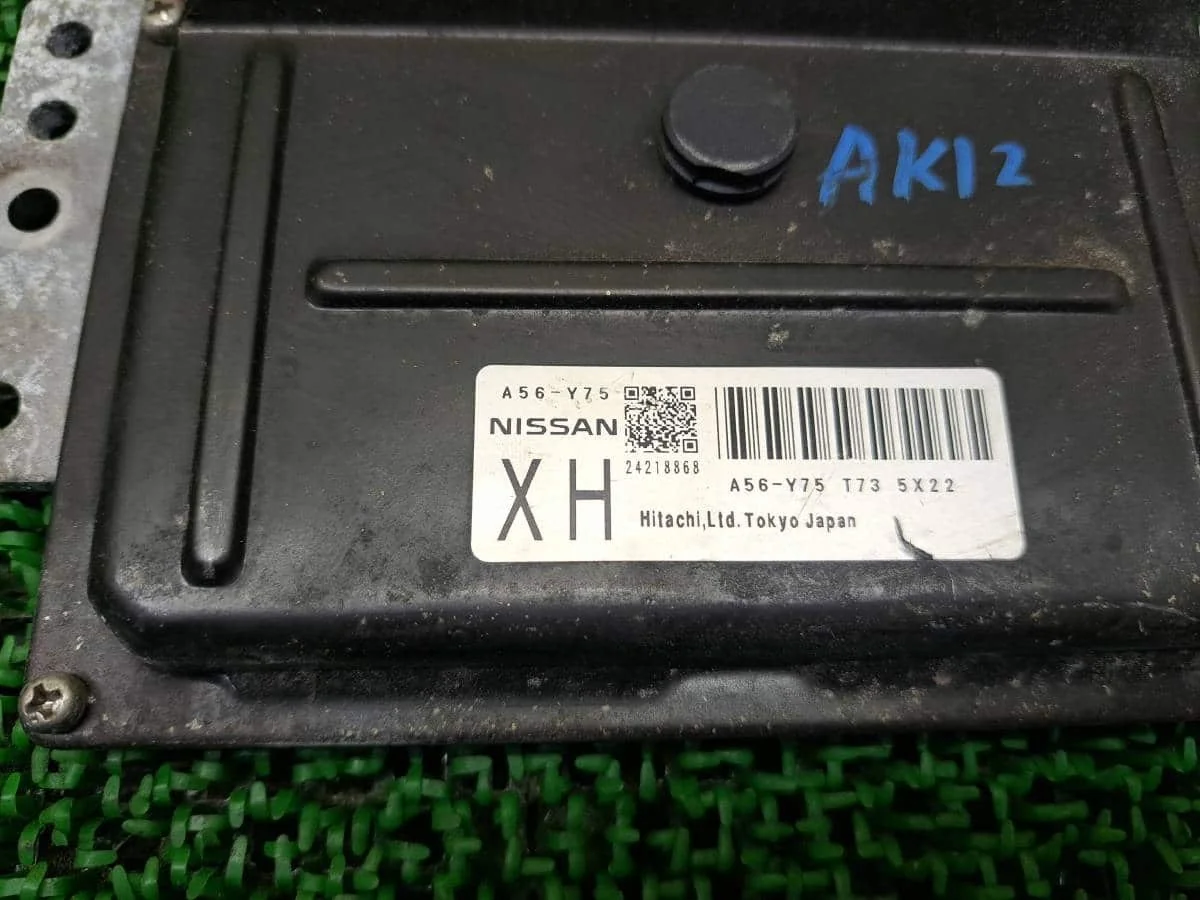 AK12
A56-Y75
NISSAN
24218868
XH
A56-Y75 T73 5X22
Hitachi,Ltd.Tokyo Japan